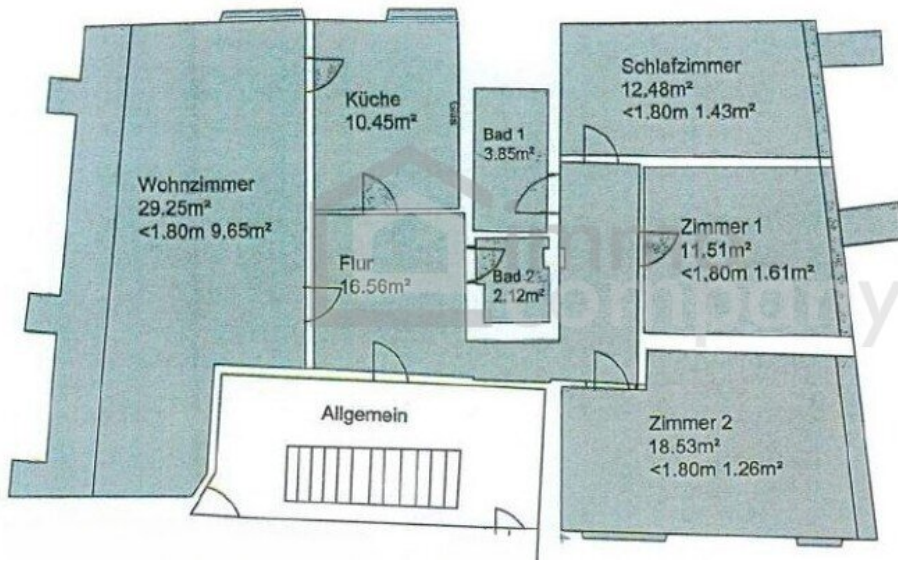 Küche
10.45m²
Schlafzimmer
12.48m²
<1.80m 1.43m²
Bad 1
3.85m²
Wohnzimmer
29.25m²
<1.80m 9.65m²
Zimmer 1
11.51m²
<1.80m 1.61m²
Flur
16.56m²
Bad 2
2.12m²
company
Allgemein
Zimmer 2
18.53m²
<1.80m 1.26m²